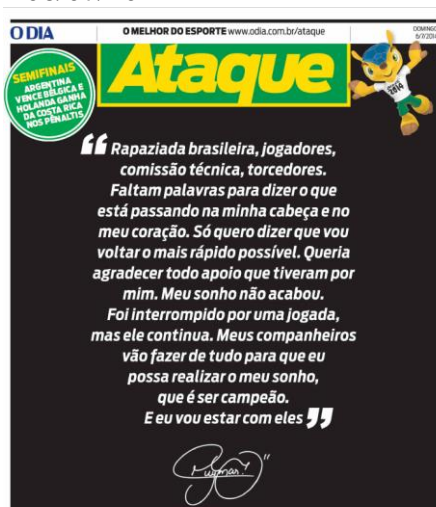 O DIA
O MELHOR DO ESPORTE www.odia.com.br/ataque
DOMINGO
6/7/2014
SEMIFINAIS
ARGENTINA
VENCE BÉLGICA E
HOLANDA GANHA
DA COSTA RICA
NOS PÊNALTIS
Ataque
2014
“Rapaziada brasileira, jogadores,
comissão técnica, torcedores.
Faltam palavras para dizer o que
está passando na minha cabeça e no
meu coração. Só quero dizer que vou
voltar o mais rápido possível. Queria
agradecer todo apoio que tiveram por
mim. Meu sonho não acabou.
Foi interrompido por uma jogada,
mas ele continua. Meus companheiros
vão fazer de tudo para que eu
possa realizar o meu sonho,
que é ser campeão.
E eu vou estar com eles”